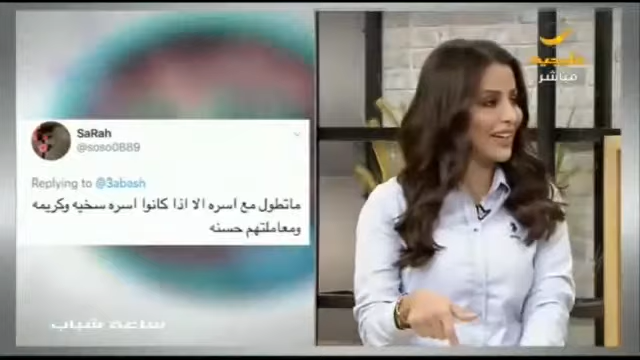 SaRah
@soso0889
Replying to @3abash
ماتطول مع اسره الا اذا كانوا اسره سخيه وكريمه
ومعاملتهم حسنه
خليجية
مباشر
ساعة شباب